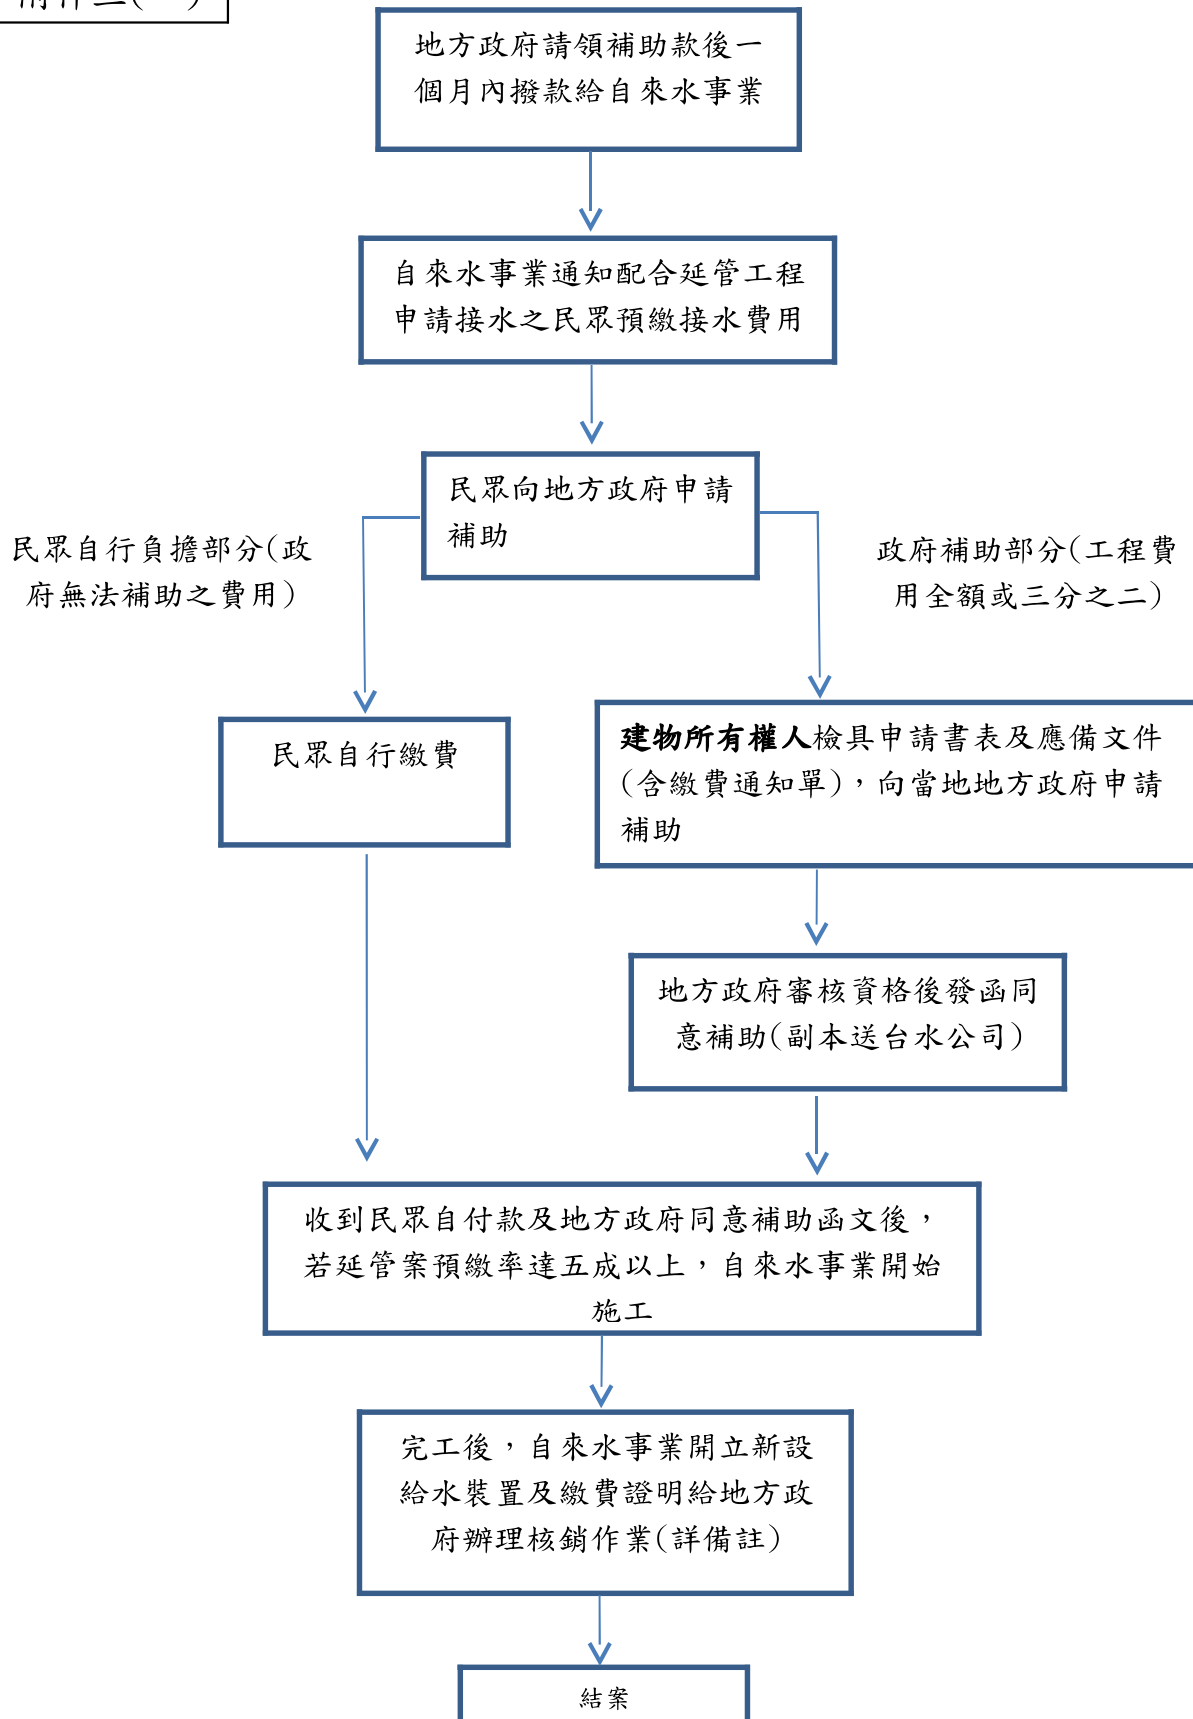 地方政府請領補助款後一
個月內撥款給自來水事業
自來水事業通知配合延管工程
申請接水之民眾預繳接水費用
民眾向地方政府申請
補助
民眾自行負擔部分(政
府無法補助之費用)
政府補助部分(工程費
用全額或三分之二)
民眾自行繳費
建物所有權人檢具申請書表及應備文件
(含繳費通知單)，向當地地方政府申請
補助
地方政府審核資格後發函同
意補助(副本送台水公司)
收到民眾自付款及地方政府同意補助函文後，
若延管案預繳率達五成以上，自來水事業開始
施工
完工後，自來水事業開立新設
給水裝置及繳費證明給地方政
府辦理核銷作業(詳備註)
結案